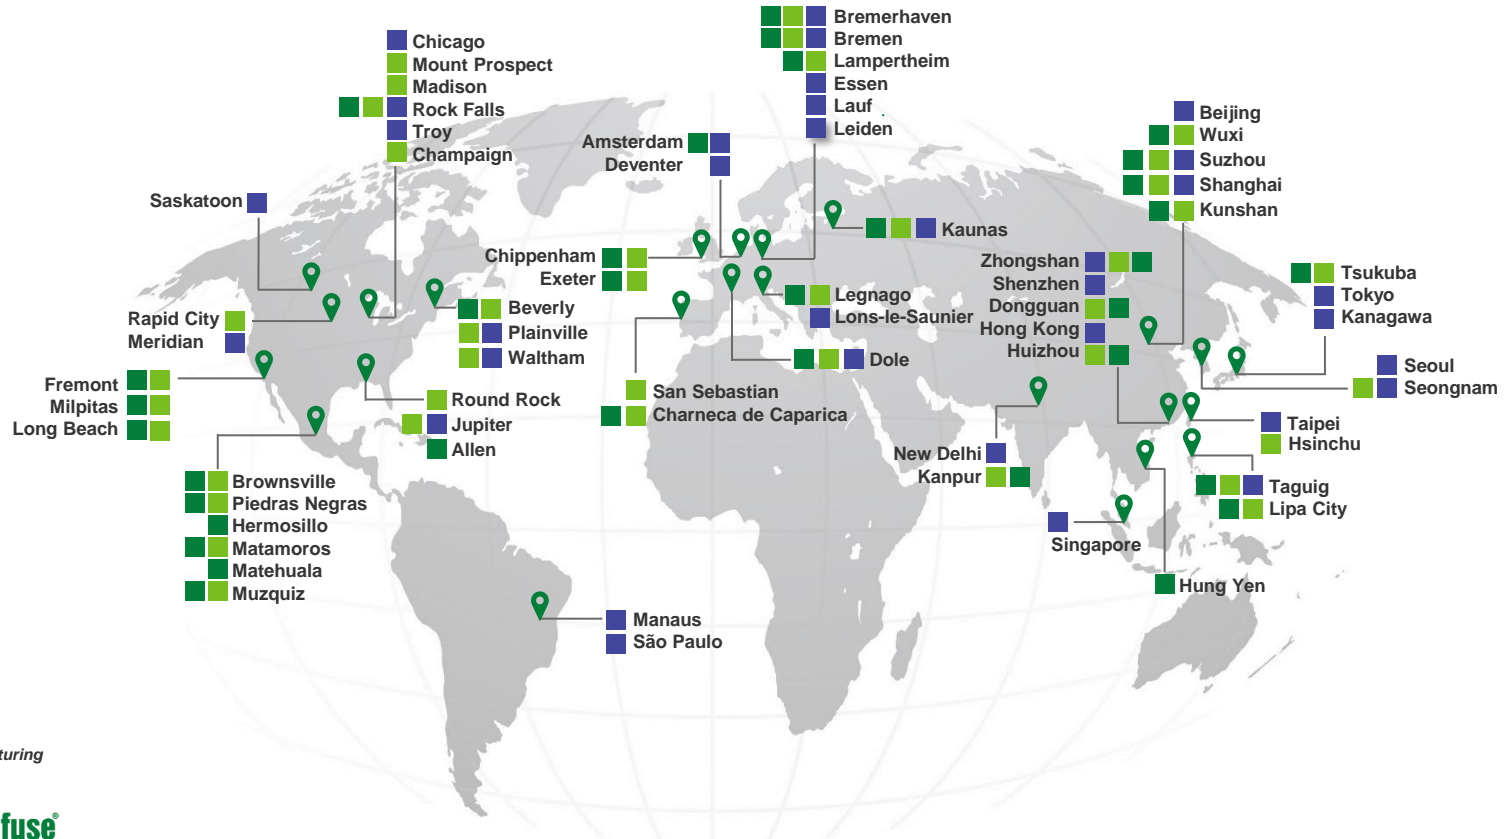 Chicago
Mount Prospect
Madison
Rock Falls
Troy
Champaign
Bremerhaven
Bremen
Lampertheim
Essen
Lauf
Leiden
Amsterdam
Deventer
Beijing
Wuxi
Suzhou
Shanghai
Kunshan
Saskatoon
Kaunas
Chippenham
Exeter
Zhongshan
Shenzhen
Dongguan
Hong Kong
Huizhou
Tsukuba
Tokyo
Kanagawa
Rapid City
Meridian
Beverly
Plainville
Waltham
Legnago
Lons-le-Saunier
Dole
Seoul
Seongnam
Fremont
Milpitas
Long Beach
Round Rock
Jupiter
Allen
San Sebastian
Charneca de Caparica
Taipei
Hsinchu
New Delhi
Kanpur
Taguig
Lipa City
Brownsville
Piedras Negras
Hermosillo
Matamoros
Matehuala
Muzquiz
Singapore
Hung Yen
Manaus
São Paulo
turing
fuse®